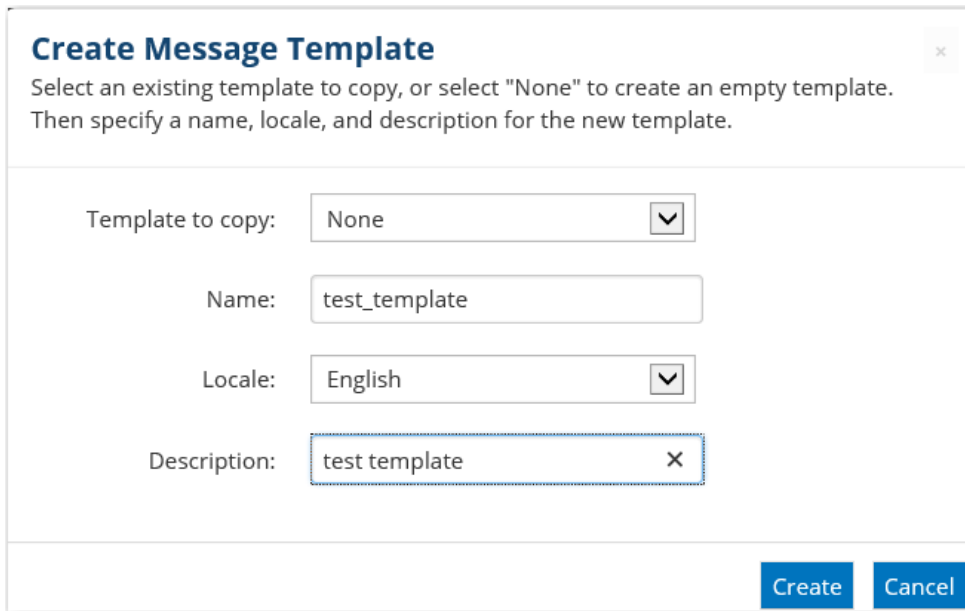 Create Message Template
×
Select an existing template to copy, or select "None" to create an empty template.
Then specify a name, locale, and description for the new template.
Template to copy: None
Name: test_template
Locale: English
Description: test template ×
Create Cancel